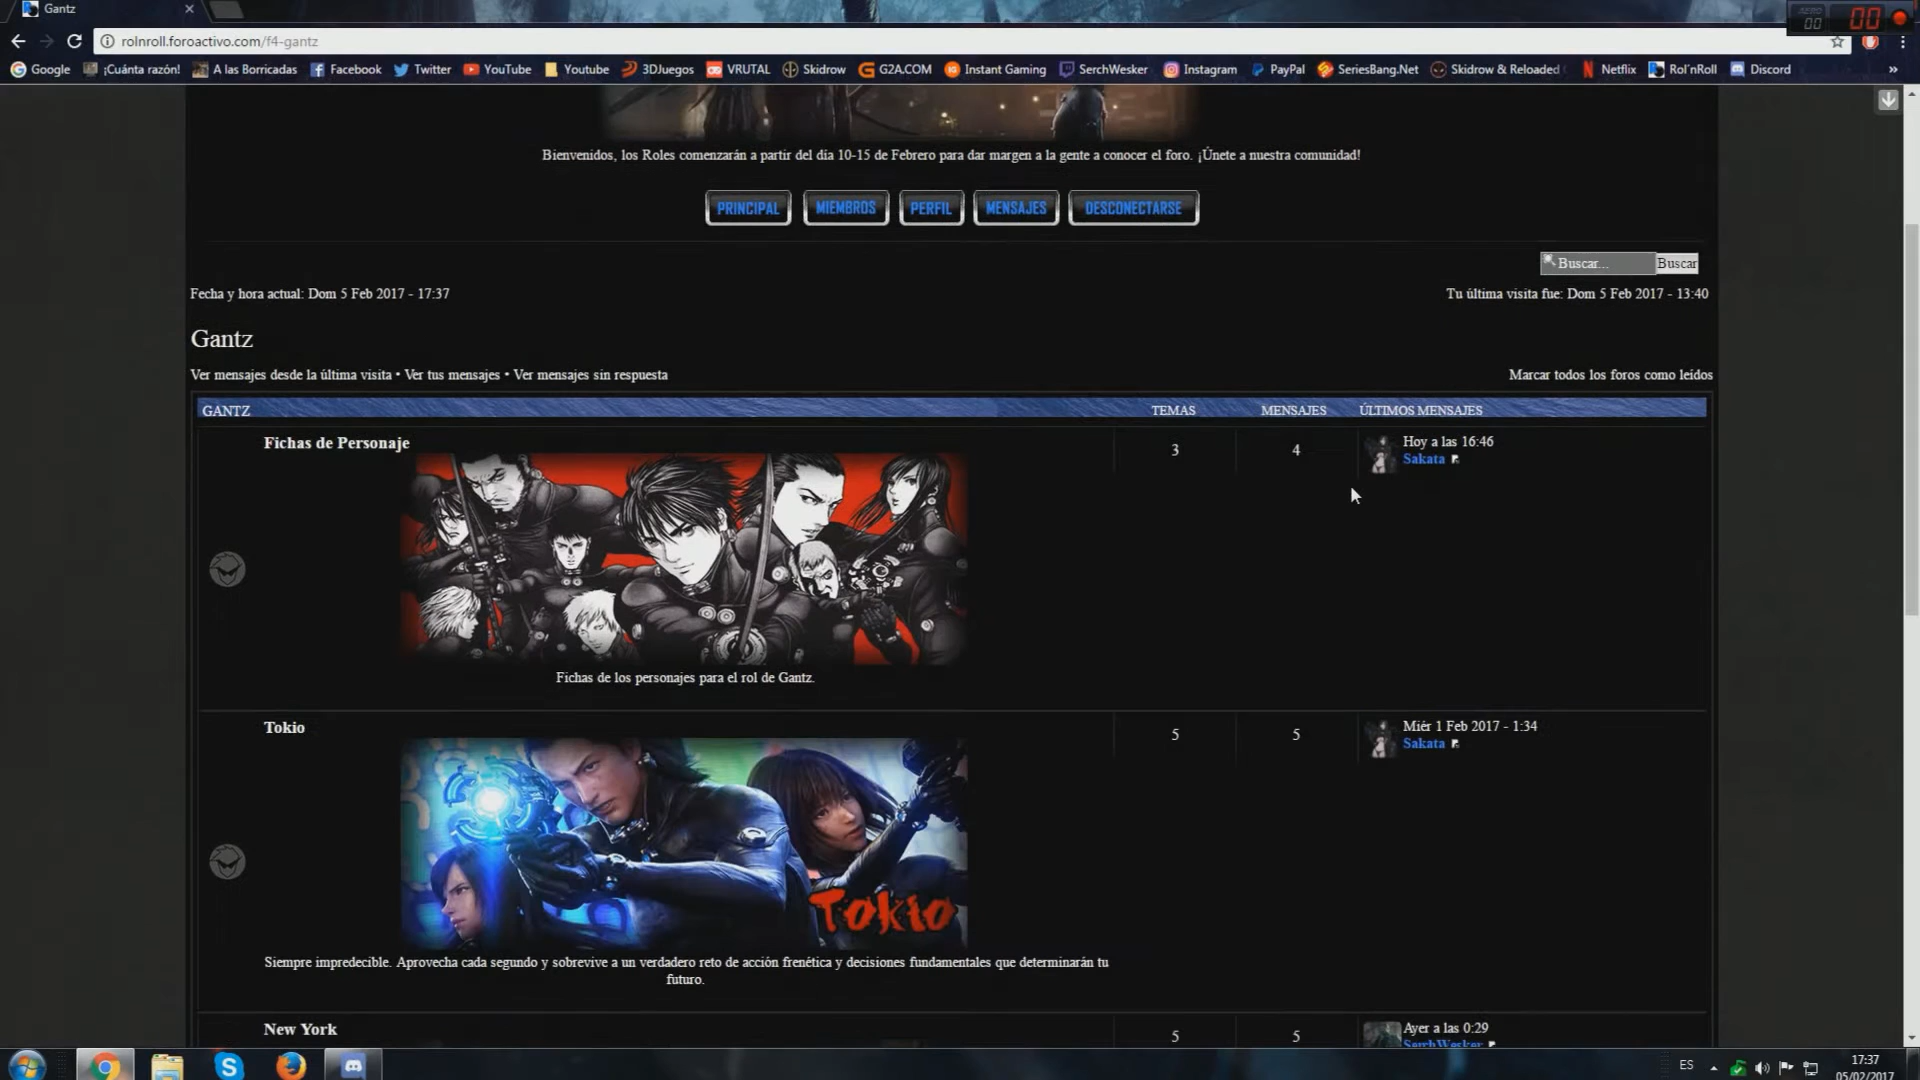 Gantz
rolnroll.foroactivo.com/f4-gantz
Google ¡Cuánta razón! A las Borricadas Facebook Twitter YouTube Youtube 3DJuegos VRUTAL Skidrow G2A.COM Instant Gaming SerchWesker Instagram PayPal SeriesBang.Net Skidrow & Reloaded Netflix Rol'nRoll Discord »
Bienvenidos, los Roles comenzarán a partir del día 10-15 de Febrero para dar margen a la gente a conocer el foro. ¡Únete a nuestra comunidad!
PRINCIPAL MIEMBROS PERFIL MENSAJES DESCONECTARSE
Buscar... Buscar
Fecha y hora actual: Dom 5 Feb 2017 - 17:37 Tu última visita fue: Dom 5 Feb 2017 - 13:40
Gantz
Ver mensajes desde la última visita • Ver tus mensajes • Ver mensajes sin respuesta Marcar todos los foros como leídos
GANTZ TEMAS MENSAJES ÚLTIMOS MENSAJES
Fichas de Personaje 3 4 Hoy a las 16:46
Sakata
Fichas de los personajes para el rol de Gantz.
Tokio 5 5 Miér 1 Feb 2017 - 1:34
Sakata
Tokio
Siempre impredecible. Aprovecha cada segundo y sobrevive a un verdadero reto de acción frenética y decisiones fundamentales que determinarán tu
futuro.
New York 5 5 Ayer a las 0:29
SerchWesker
ES 17:37
05/02/2017